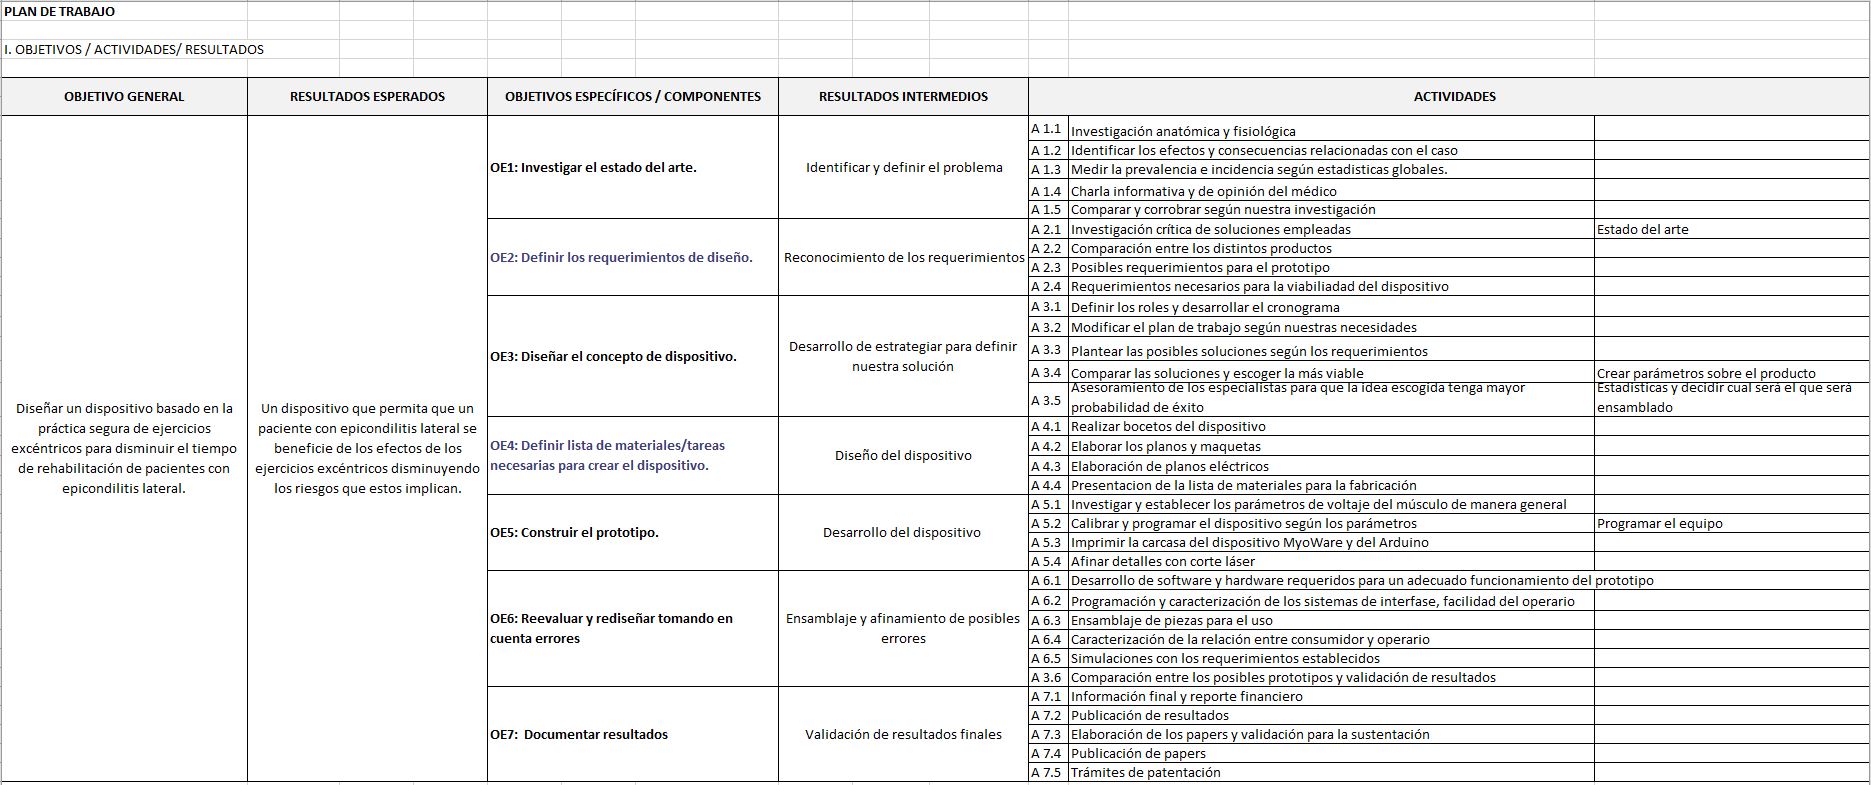 PLAN DE TRABAJO
I. OBJETIVOS / ACTIVIDADES/ RESULTADOS
OBJETIVO GENERAL
RESULTADOS ESPERADOS
OBJETIVOS ESPECÍFICOS / COMPONENTES
RESULTADOS INTERMEDIOS
ACTIVIDADES
Diseñar un dispositivo basado en la
práctica segura de ejercicios
excéntricos para disminuir el tiempo
de rehabilitación de pacientes con
epicondilitis lateral.
Un dispositivo que permita que un
paciente con epicondilitis lateral se
beneficie de los efectos de los
ejercicios excéntricos disminuyendo
los riesgos que estos implican.
OE1: Investigar el estado del arte.
Identificar y definir el problema
A 1.1 Investigación anatómica y fisiológica
A 1.2 Identificar los efectos y consecuencias relacionadas con el caso
A 1.3 Medir la prevalencia e incidencia según estadisticas globales.
A 1.4 Charla informativa y de opinión del médico
A 1.5 Comparar y corrobrar según nuestra investigación
OE2: Definir los requerimientos de diseño.
Reconocimiento de los requerimientos
A 2.1 Investigación crítica de soluciones empleadas Estado del arte
A 2.2 Comparación entre los distintos productos
A 2.3 Posibles requerimientos para el prototipo
A 2.4 Requerimientos necesarios para la viabiliadad del dispositivo
OE3: Diseñar el concepto de dispositivo.
Desarrollo de estrategiar para definir
nuestra solución
A 3.1 Definir los roles y desarrollar el cronograma
A 3.2 Modificar el plan de trabajo según nuestras necesidades
A 3.3 Plantear las posibles soluciones según los requerimientos
A 3.4 Comparar las soluciones y escoger la más viable Crear parámetros sobre el producto
A 3.5 Asesoramiento de los especialistas para que la idea escogida tenga mayor
probabilidad de éxito
Estadísticas y decidir cual será el que será
ensamblado
OE4: Definir lista de materiales/tareas
necesarias para crear el dispositivo.
Diseño del dispositivo
A 4.1 Realizar bocetos del dispositivo
A 4.2 Elaborar los planos y maquetas
A 4.3 Elaboración de planos eléctricos
A 4.4 Presentacion de la lista de materiales para la fabricación
OE5: Construir el prototipo.
Desarrollo del dispositivo
A 5.1 Investigar y establecer los parámetros de voltaje del músculo de manera general
A 5.2 Calibrar y programar el dispositivo según los parámetros Programar el equipo
A 5.3 Imprimir la carcasa del dispositivo MyoWare y del Arduino
A 5.4 Afinar detalles con corte láser
OE6: Reevaluar y rediseñar tomando en
cuenta errores
Ensamblaje y afinamiento de posibles
errores
A 6.1 Desarrollo de software y hardware requeridos para un adecuado funcionamiento del prototipo
A 6.2 Programación y caracterización de los sistemas de interfase, facilidad del operario
A 6.3 Ensamblaje de piezas para el uso
A 6.4 Caracterización de la relación entre consumidor y operario
A 6.5 Simulaciones con los requerimientos establecidos
A 3.6 Comparación entre los posibles prototipos y validación de resultados
OE7: Documentar resultados
Validación de resultados finales
A 7.1 Información final y reporte financiero
A 7.2 Publicación de resultados
A 7.3 Elaboración de los papers y validación para la sustentación
A 7.4 Publicación de papers
A 7.5 Trámites de patentación